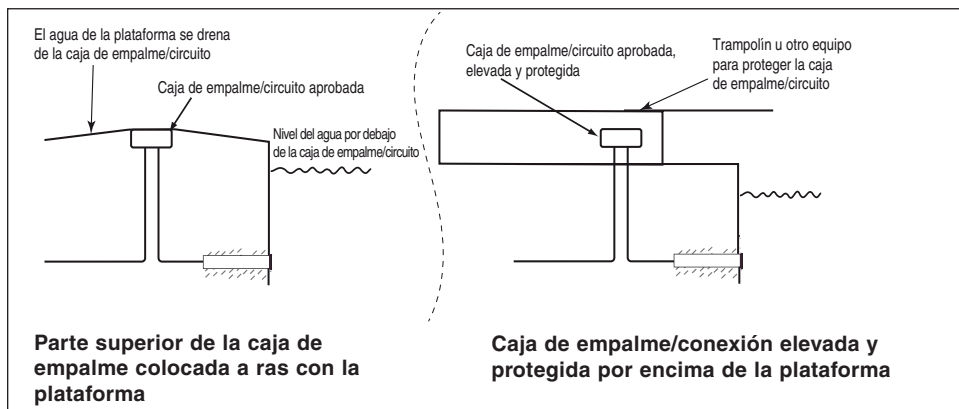 El agua de la plataforma se drena
de la caja de empalme/circuito
Caja de empalme/circuito aprobada
Nivel del agua por debajo
de la caja de empalme/circuito
Parte superior de la caja de
empalme colocada a ras con la
plataforma
Caja de empalme/circuito aprobada,
elevada y protegida
Trampolín u otro equipo
para proteger la caja
de empalme/circuito
Caja de empalme/conexión elevada y
protegida por encima de la plataforma